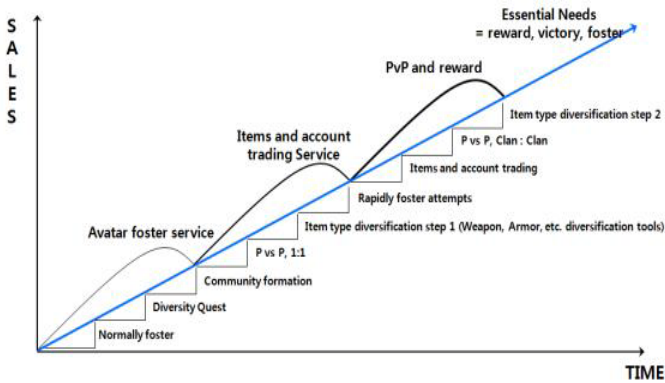 SALES
Essential Needs
= reward, victory, foster
PvP and reward
Item type diversification step 2
Items and account
trading Service
P vs P, Clan : Clan
Items and account trading
Rapidly foster attempts
Avatar foster service
Item type diversification step 1 (Weapon, Armor, etc. diversification tools)
P vs P, 1:1
Community formation
Diversity Quest
Normally foster
TIME